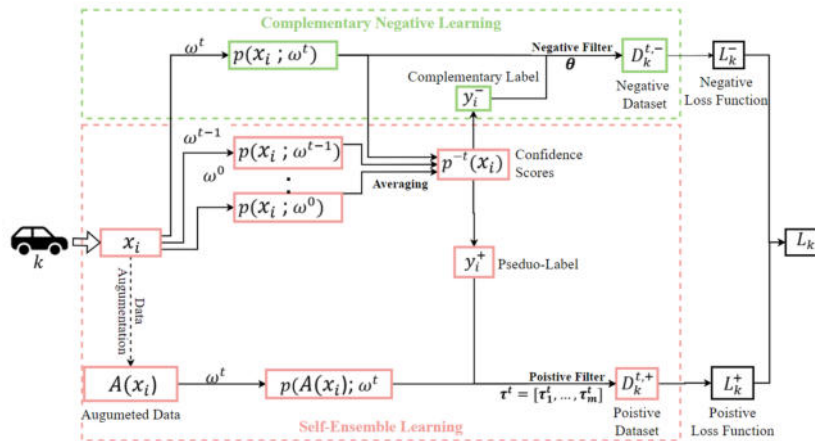 Complementary Negative Learning
ω^t
p(x_i ; ω^t)
Negative Filter
θ
D_k^{t,-}
L_k^-
Complementary Label
y_i^-
Negative
Dataset
Negative
Loss Function
ω^{t-1}
p(x_i ; ω^{t-1})
ω^0
Averaging
p^{-t}(x_i)
Confidence
Scores
p(x_i ; ω^0)
k
x_i
L_k
y_i^+
Pseduo-Label
Data
Augumentation
A(x_i)
ω^t
p(A(x_i); ω^t
Poistive Filter
τ^t = [τ_1^t, ..., τ_m^t]
D_k^{t,+}
L_k^+
Augumeted Data
Self-Ensemble Learning
Poistive
Dataset
Poistive
Loss Function